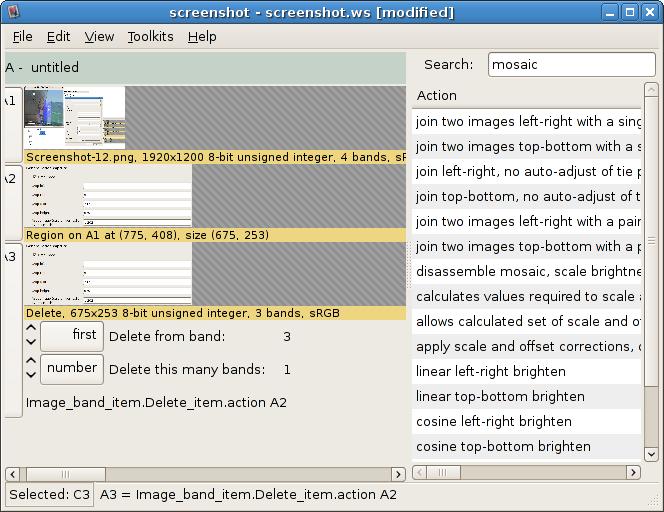 screenshot - screenshot.ws [modified]
File Edit View Toolkits Help
A - untitled
Search: mosaic
Action
A1
Screenshot-12.png, 1920x1200 8-bit unsigned integer, 4 bands, sR
A2
Region on A1 at (775, 408), size (675, 253)
A3
Delete, 675x253 8-bit unsigned integer, 3 bands, sRGB
first Delete from band: 3
number Delete this many bands: 1
Image_band_item.Delete_item.action A2
join two images left-right with a sing
join two images top-bottom with a s
join left-right, no auto-adjust of tie p
join top-bottom, no auto-adjust of t
join two images left-right with a pair
join two images top-bottom with a p
disassemble mosaic, scale brightne
calculates values required to scale a
allows calculated set of scale and of
apply scale and offset corrections, c
linear left-right brighten
linear top-bottom brighten
cosine left-right brighten
cosine top-bottom brighten
Selected: C3 A3 = Image_band_item.Delete_item.action A2